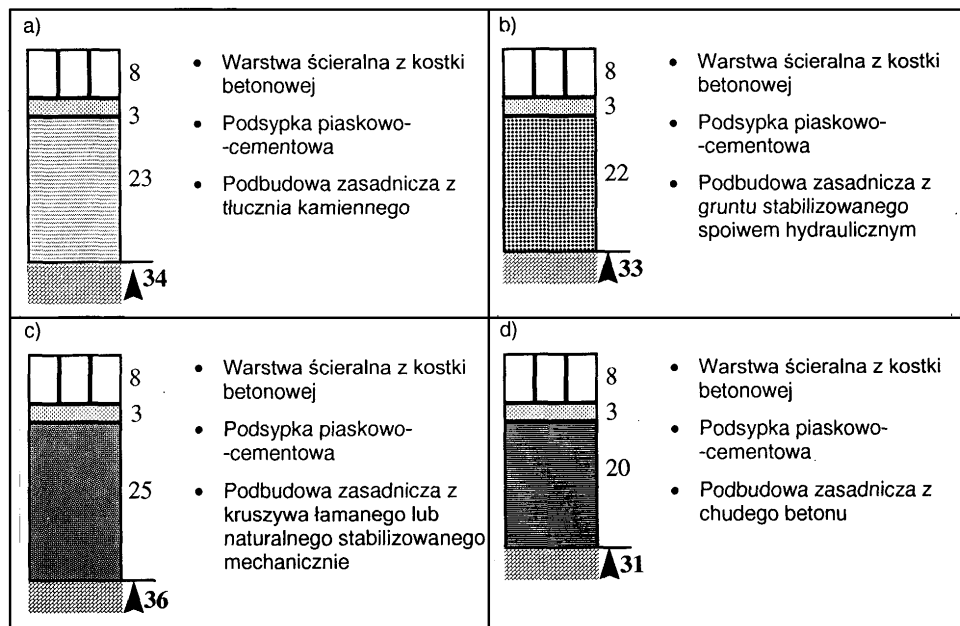 a)
8
3
23
34
• Warstwa ścieralna z kostki
betonowej
• Podsypka piaskowo-
-cementowa
• Podbudowa zasadnicza z
tłucznia kamiennego
b)
8
3
22
33
• Warstwa ścieralna z kostki
betonowej
• Podsypka piaskowo-
-cementowa
• Podbudowa zasadnicza z
gruntu stabilizowanego
spoiwem hydraulicznym
c)
8
3
25
36
• Warstwa ścieralna z kostki
betonowej
• Podsypka piaskowo-
-cementowa
• Podbudowa zasadnicza z
kruszywa łamanego lub
naturalnego stabilizowanego
mechanicznie
d)
8
3
20
31
• Warstwa ścieralna z kostki
betonowej
• Podsypka piaskowo-
-cementowa
• Podbudowa zasadnicza z
chudego betonu